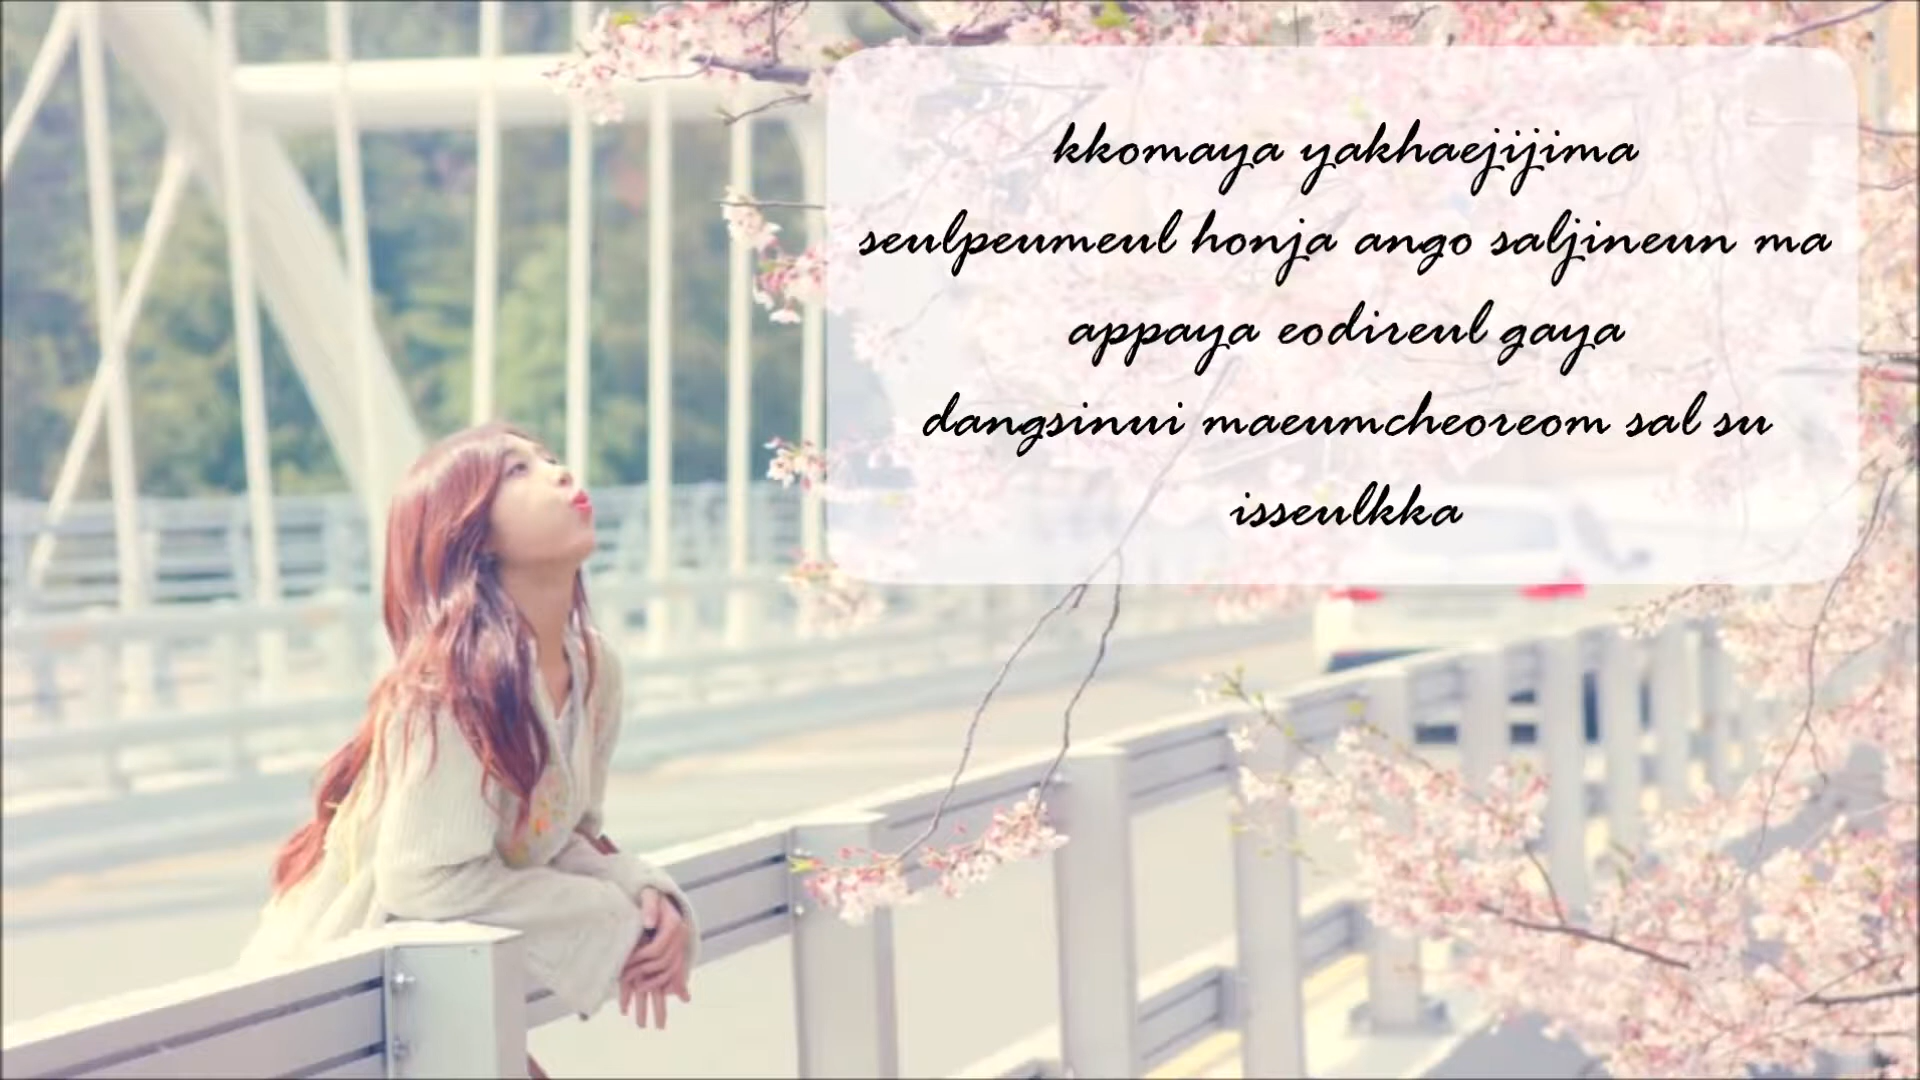 kkomaya yakhaejijima
seulpeumeul honja ango saljineun ma
appaya eodireul gaya
dangsinui maeumcheoreom sal su
isseulkka